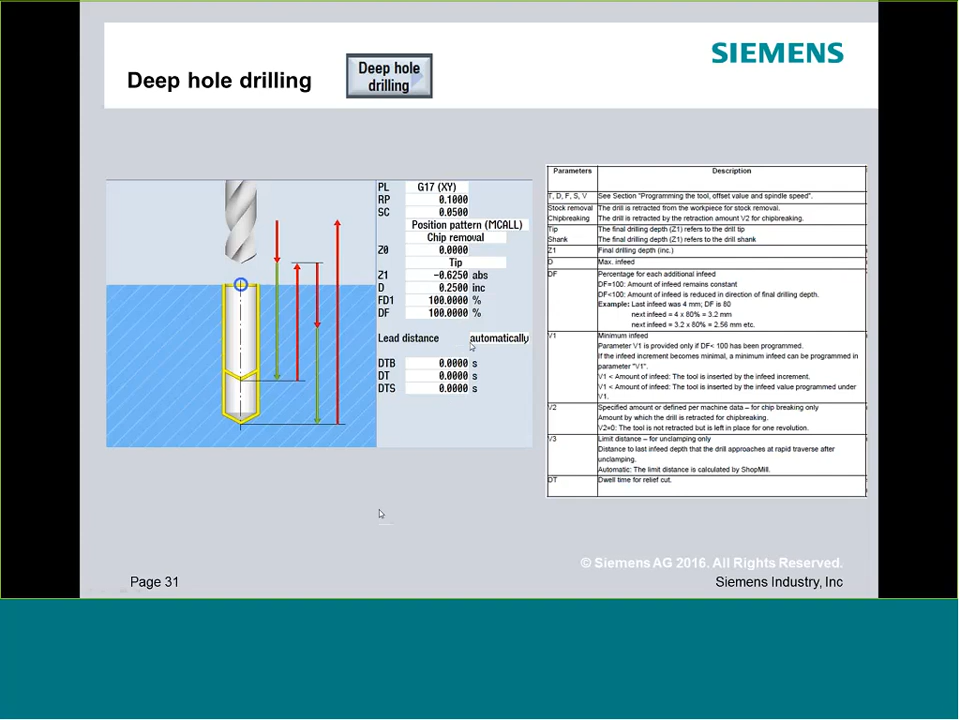 SIEMENS
Deep hole drilling
Deep hole
drilling
PL G17 (XY)
RP 0.1000
SC 0.0500
Position pattern (MCALL)
Chip removal
Z0 0.0000
Tip
Z1 -0.6250 abs
D 0.2500 inc
FD1 100.0000 %
DF 100.0000 %
Lead distance automatically
DTB 0.0000 s
DT 0.0000 s
DTS 0.0000 s
Parameters Description
T, D, F, S, V See Section "Programming the tool, offset value and spindle speed".
Stock removal The drill is retracted from the workpiece for stock removal.
Chipbreaking The drill is retracted by the retraction amount V2 for chipbreaking.
Tip The final drilling depth (Z1) refers to the drill tip
Shank The final drilling depth (Z1) refers to the drill shank
Z1 Final drilling depth (inc.)
D Max. infeed
DF Percentage for each additional infeed
DF=100: Amount of infeed remains constant
DF<100: Amount of infeed is reduced in direction of final drilling depth.
Example: Last infeed was 4 mm; DF is 80
next infeed = 4 x 80% = 3.2 mm
next infeed = 3.2 x 80% = 2.56 mm etc.
V1 Minimum infeed
Parameter V1 is provided only if DF< 100 has been programmed.
If the infeed increment becomes minimal, a minimum infeed can be programmed in
parameter "V1".
V1 < Amount of infeed: The tool is inserted by the infeed increment.
V1 < Amount of infeed: The tool is inserted by the infeed value programmed under
V1.
V2 Specified amount or defined per machine data – for chip breaking only
Amount by which the drill is retracted for chipbreaking.
V2=0: The tool is not retracted but is left in place for one revolution.
V3 Limit distance – for unclamping only
Distance to last infeed depth that the drill approaches at rapid traverse after
unclamping.
Automatic: The limit distance is calculated by ShopMill.
DT Dwell time for relief cut.
© Siemens AG 2016. All Rights Reserved.
Page 31 Siemens Industry, Inc